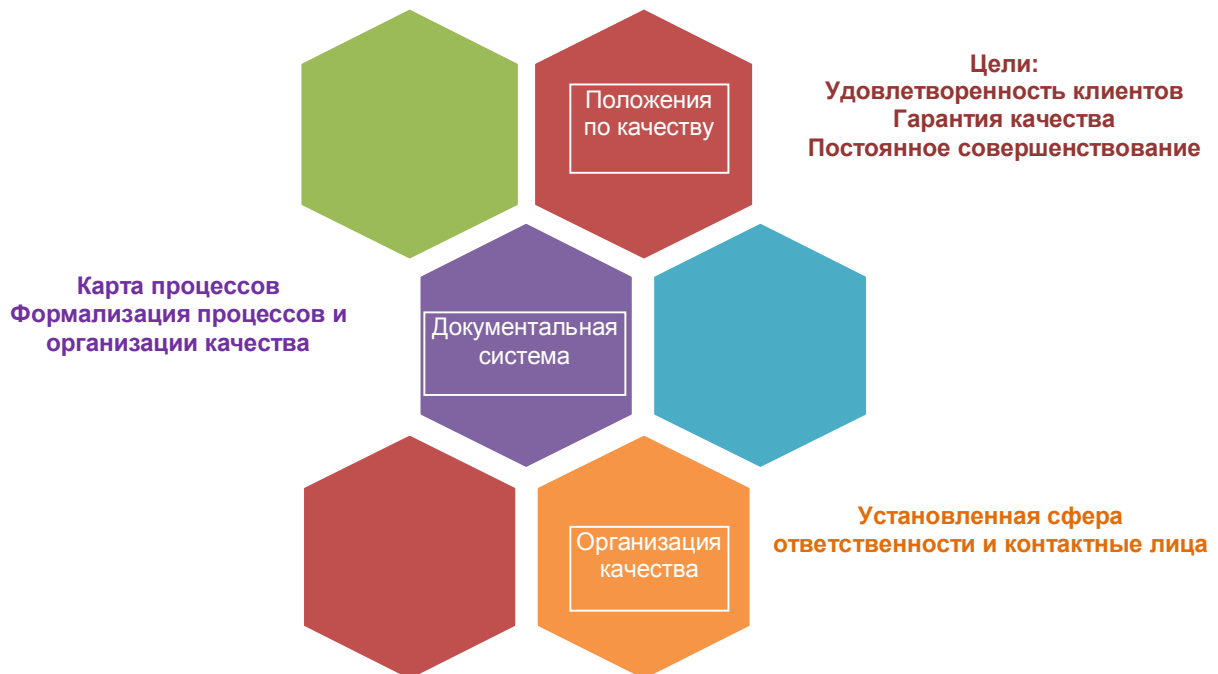 Положения
по качеству
Цели:
Удовлетворенность клиентов
Гарантия качества
Постоянное совершенствование
Карта процессов
Формализация процессов и
организации качества
Документальная
система
Организация
качества
Установленная сфера
ответственности и контактные лица